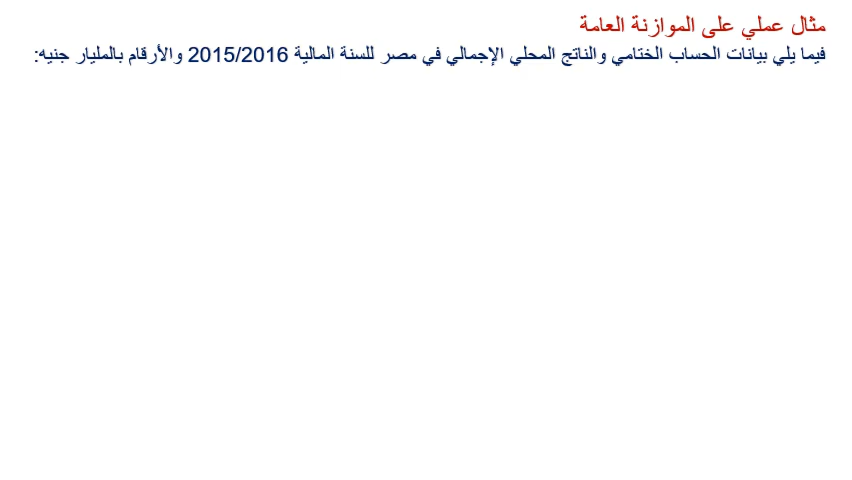 مثال عملي على الموازنة العامة
فيما يلي بيانات الحساب الختامي والناتج المحلي الإجمالي في مصر للسنة المالية 2015/2016 والأرقام بالمليار جنيه: